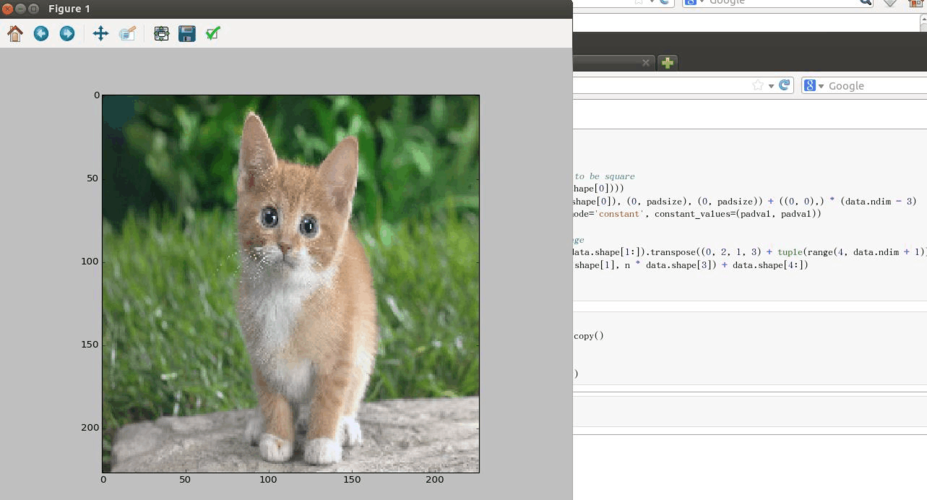 Figure 1
Google
Google
0
50
100
150
200
0
50
100
150
200
to be square
hape[0])))
shape[0]), (0, padsize), (0, padsize)) + ((0, 0),) * (data.ndim - 3)
ode='constant', constant_values=(padval, padval))
ge
data.shape[1:]).transpose((0, 2, 1, 3) + tuple(range(4, data.ndim + 1))
shape[1], n * data.shape[3]) + data.shape[4:])
copy()
)